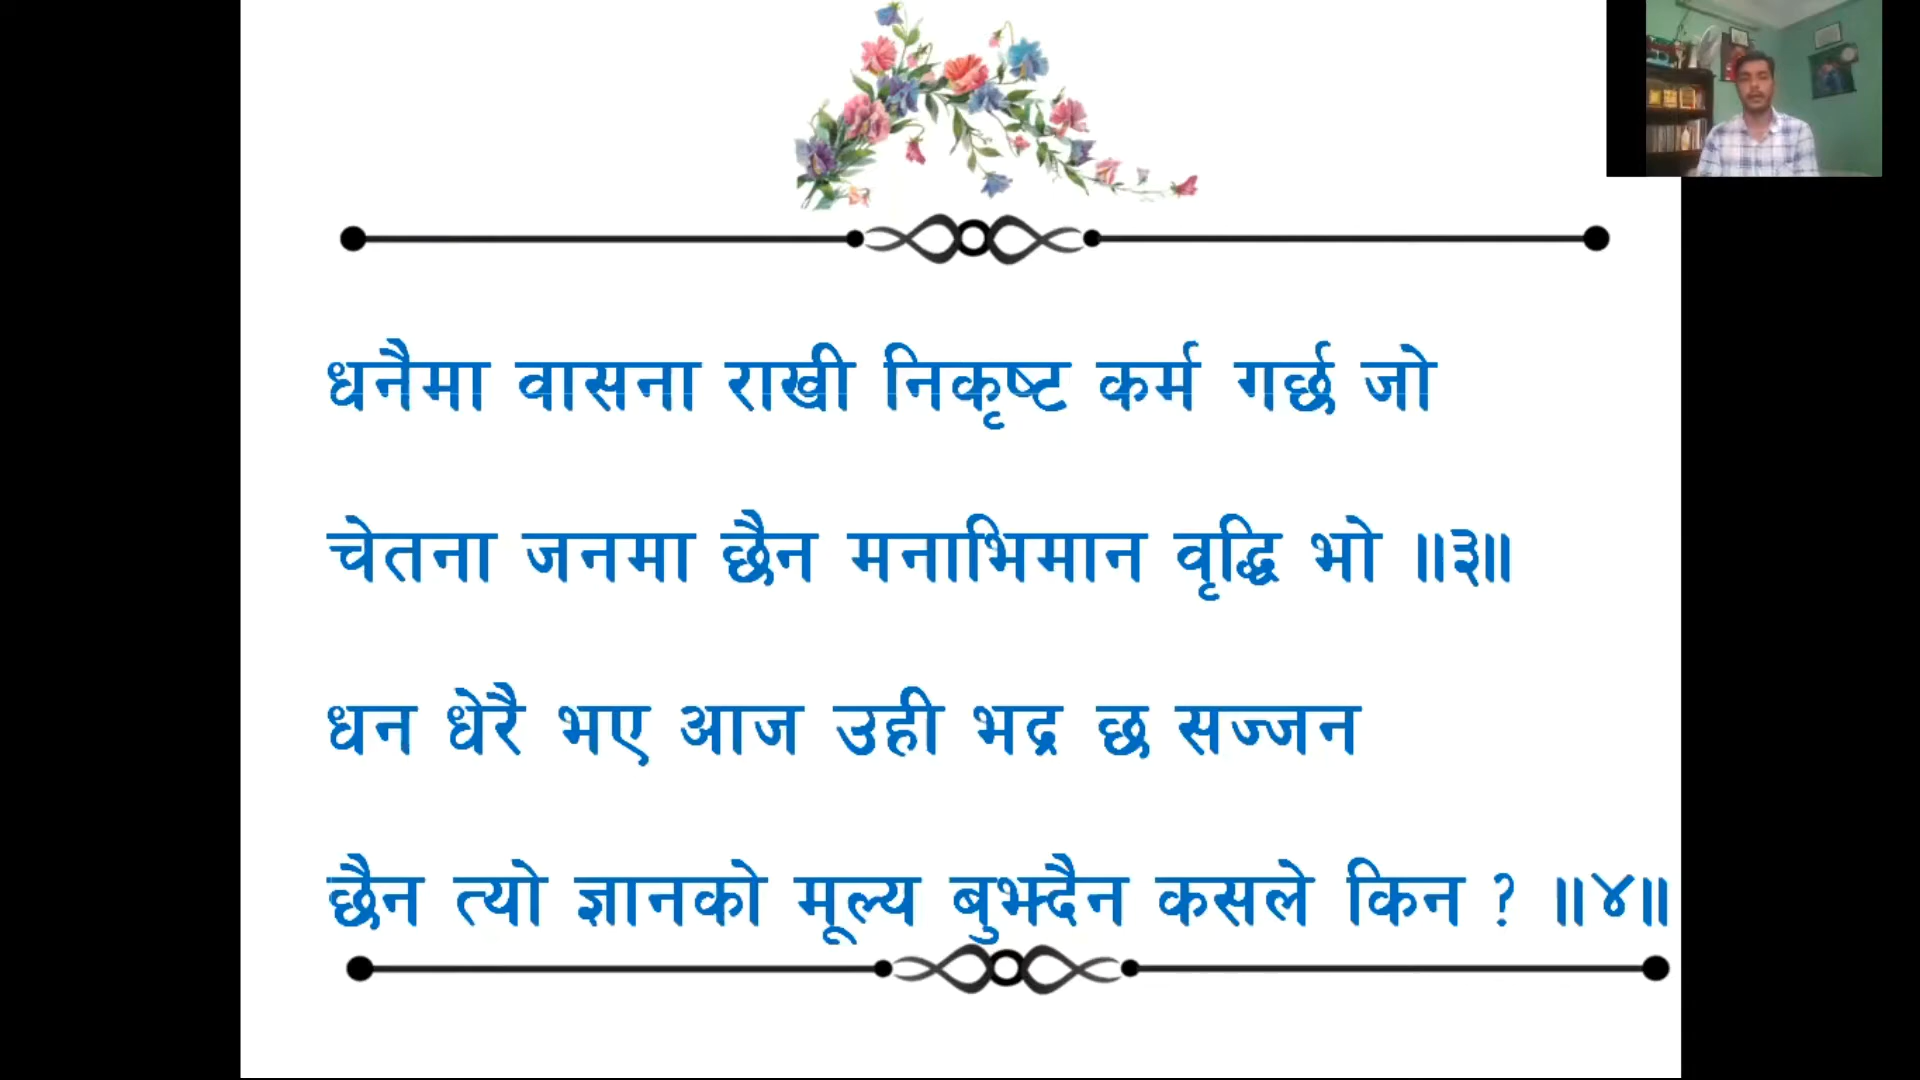 धनैमा वासना राखी निकृष्ट कर्म गर्छ जो
चेतना जनमा छैन मनाभिमान वृद्धि भो ॥३॥
धन धेरै भए आज उही भद्र छ सज्जन
छैन त्यो ज्ञानको मूल्य बुझ्दैन कसले किन ? ॥४॥